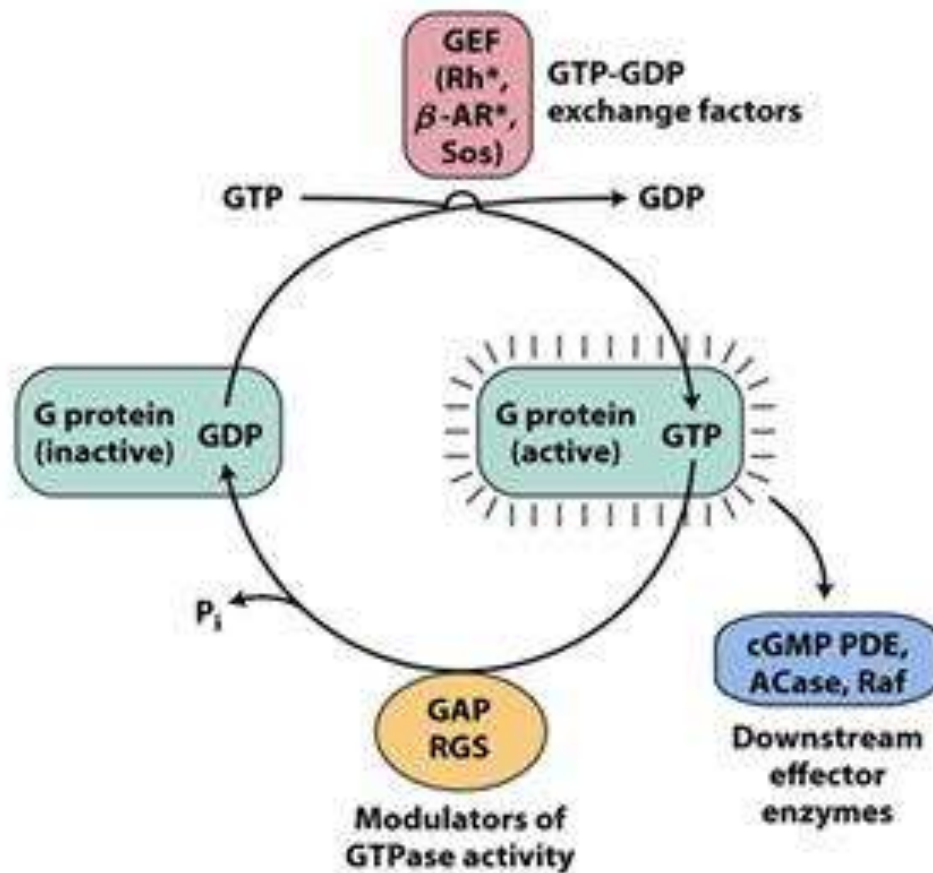 GEF
(Rh*,
β-AR*,
Sos)
GTP-GDP
exchange factors
GTP
GDP
G protein
(inactive)
GDP
G protein
(active)
GTP
Pi
cGMP PDE,
ACase, Raf
GAP
RGS
Downstream
effector
enzymes
Modulators of
GTPase activity